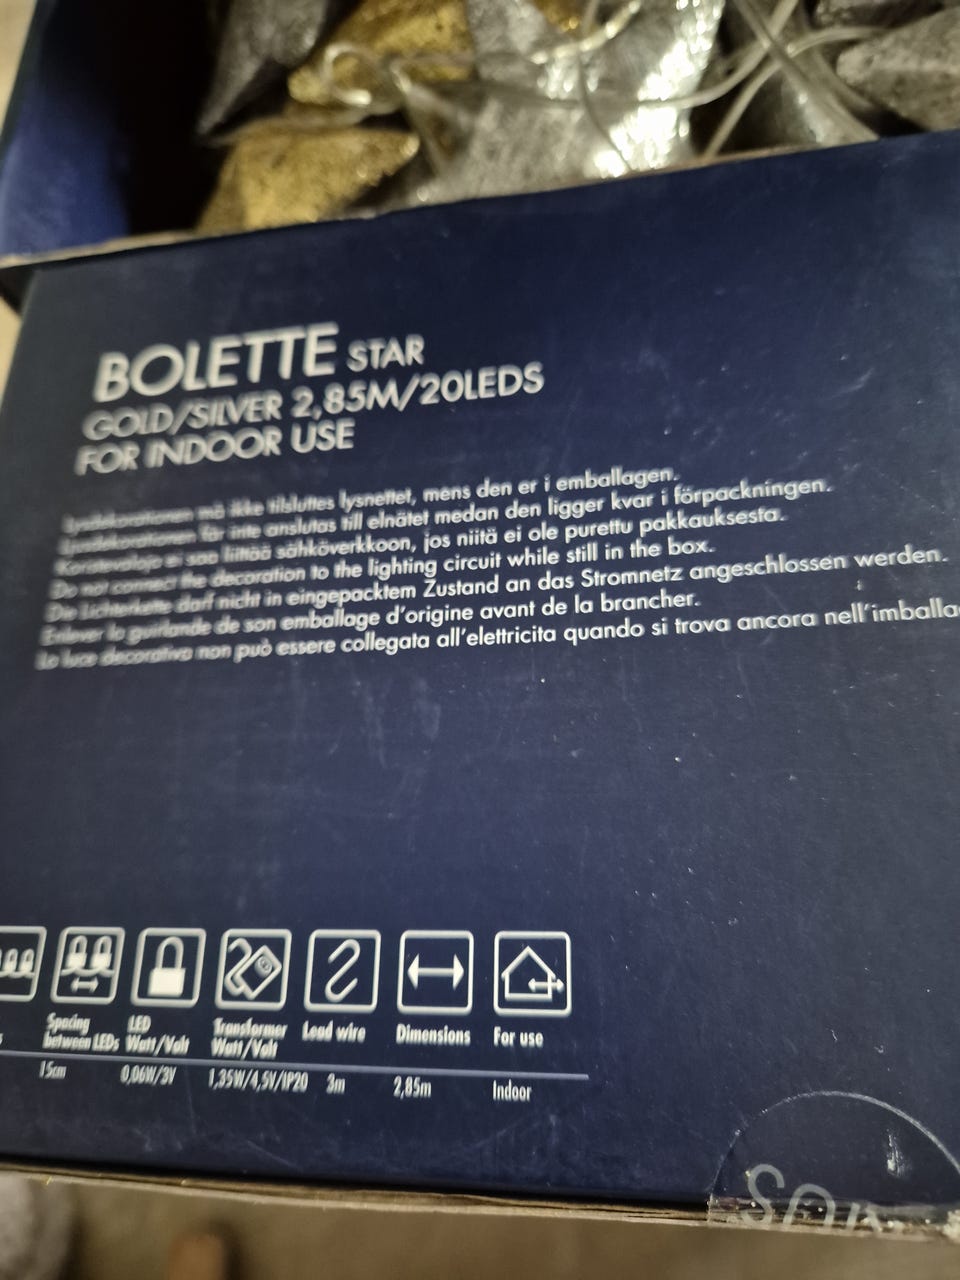 BOLETTE STAR
GOLD/SILVER 2,85M/20LEDS
FOR INDOOR USE
Lysdekorationen må ikke tilsluttes lysnettet, mens den er i emballagen.
Lysdekorationen får inte anslutas till elnätet medan den ligger kvar i förpackningen.
Koristevaloja ei saa liittää sähköverkkoon, jos niitä ei ole purettu pakkauksesta.
Do not connect the decoration to the lighting circuit while still in the box.
Die Lichterkette darf nicht in eingepacktem Zustand an das Stromnetz angeschlossen werden.
Enlever la guirlande de son emballage d'origine avant de la brancher.
La luce decorativa non può essere collegata all'elettricita quando si trova ancora nell'imballa
Spacing LED Transformer Lead wire Dimensions For use
between LEDs Watt/Volt Watt/Volt
15cm 0,06W/3V 1,35W/4,5V/IP20 3m 2,85m Indoor